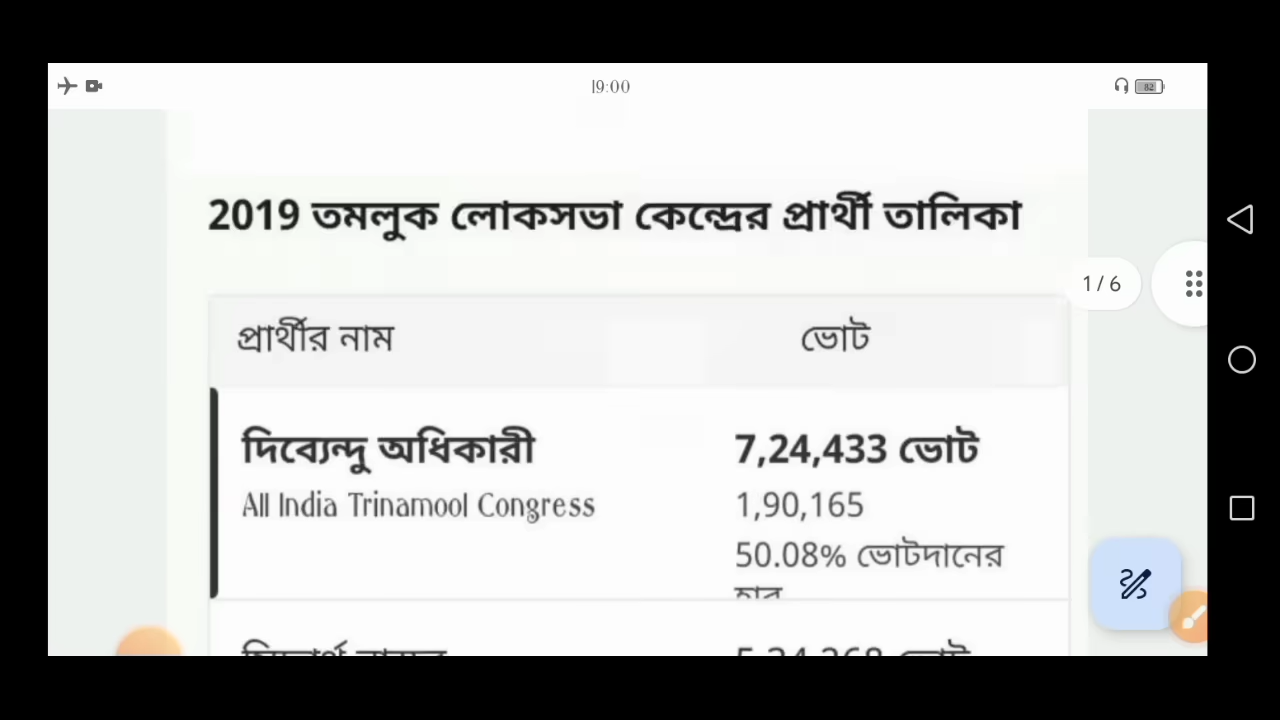 19:00
82
2019 তমলুক লোকসভা কেন্দ্রের প্রার্থী তালিকা
1 / 6
প্রার্থীর নাম ভোট
দিব্যেন্দু অধিকারী 7,24,433 ভোট
All India Trinamool Congress 1,90,165
50.08% ভোটদানের
হার